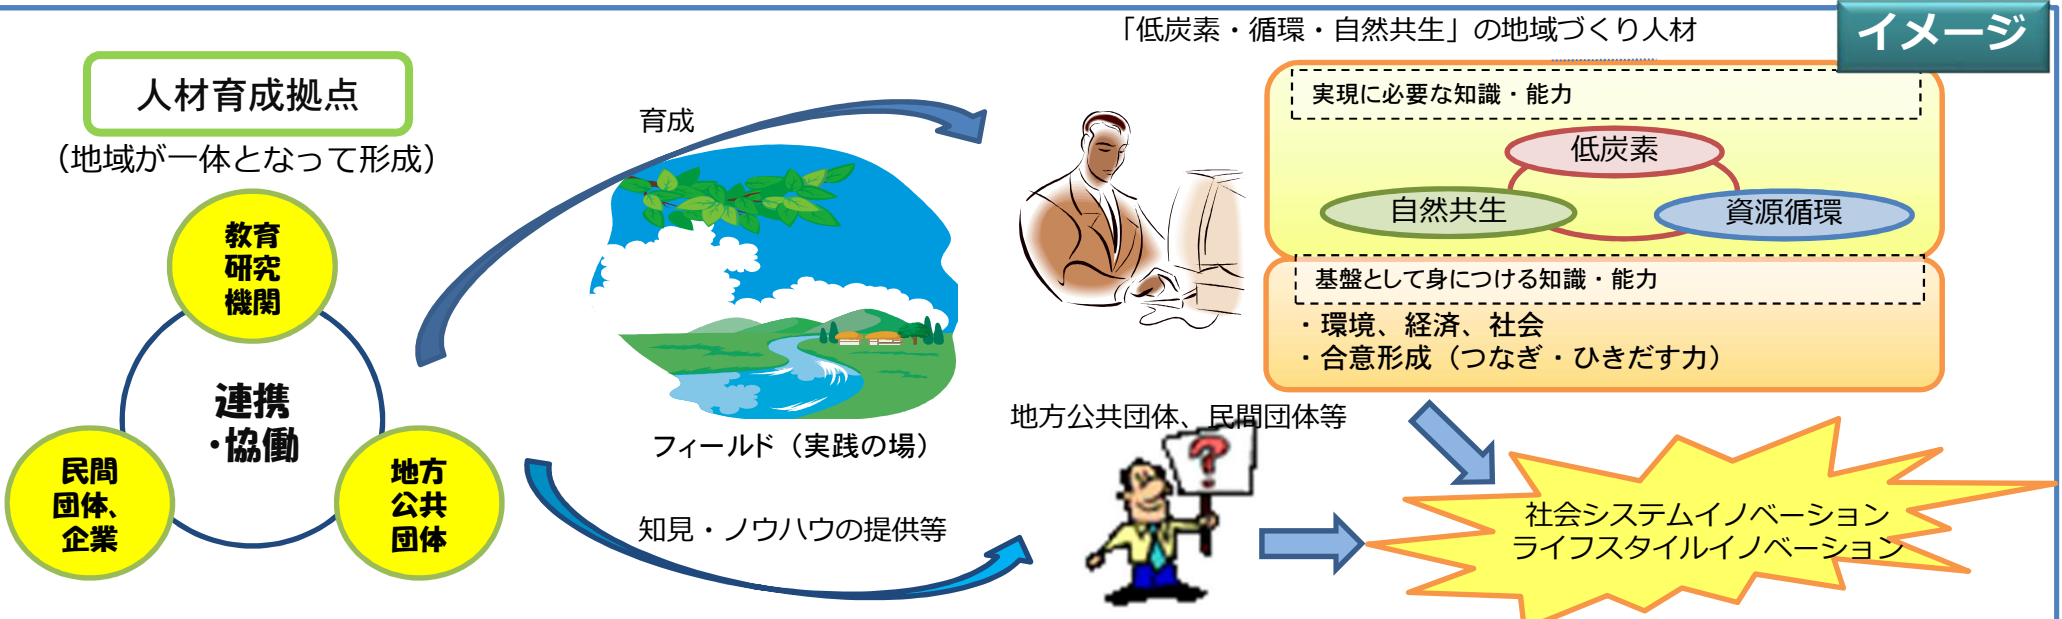 イメージ
「低炭素・循環・自然共生」の地域づくり人材
人材育成拠点
（地域が一体となって形成）
教育
研究
機関
連携
・協働
民間
団体、
企業
地方
公共
団体
育成
フィールド（実践の場）
知見・ノウハウの提供等
実現に必要な知識・能力
低炭素
自然共生
資源循環
基盤として身につける知識・能力
・環境、経済、社会
・合意形成（つなぎ・ひきだす力）
地方公共団体、民間団体等
?
社会システムイノベーション
ライフスタイルイノベーション